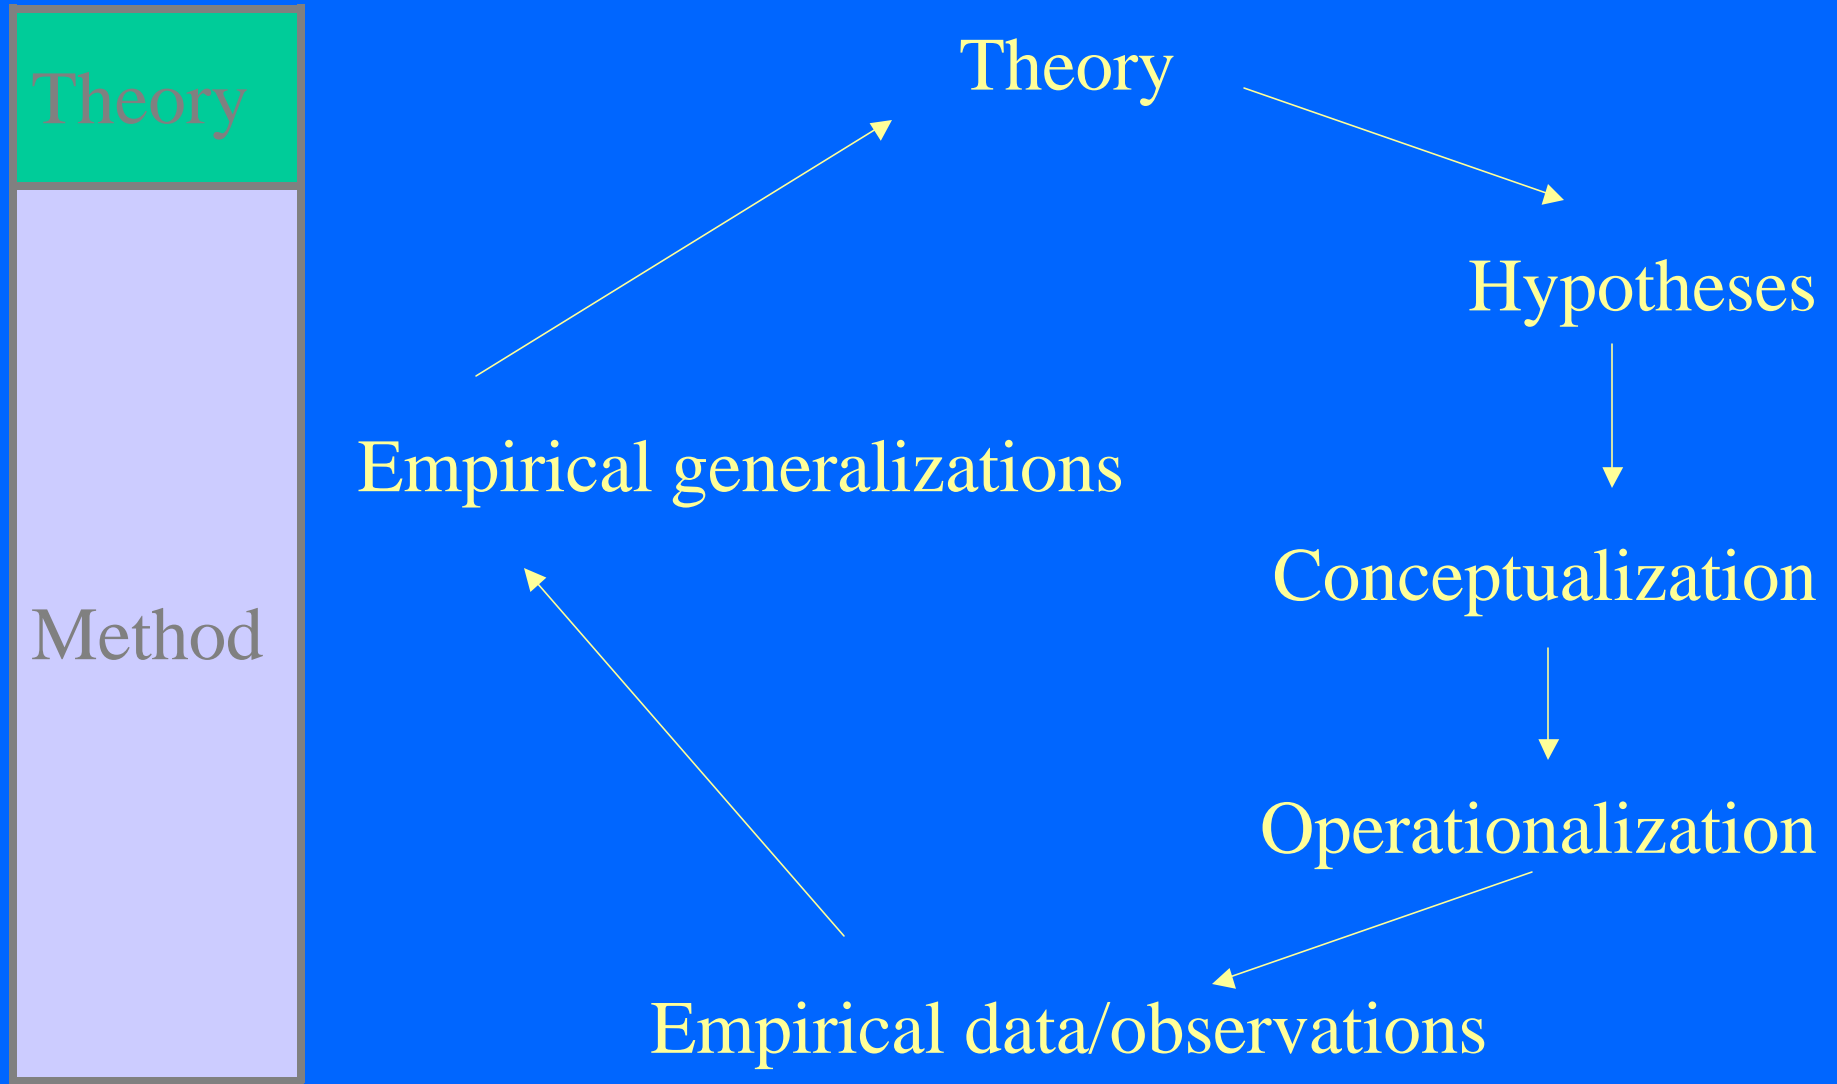 Theory
Theory
Hypotheses
Empirical generalizations
Conceptualization
Method
Operationalization
Empirical data/observations